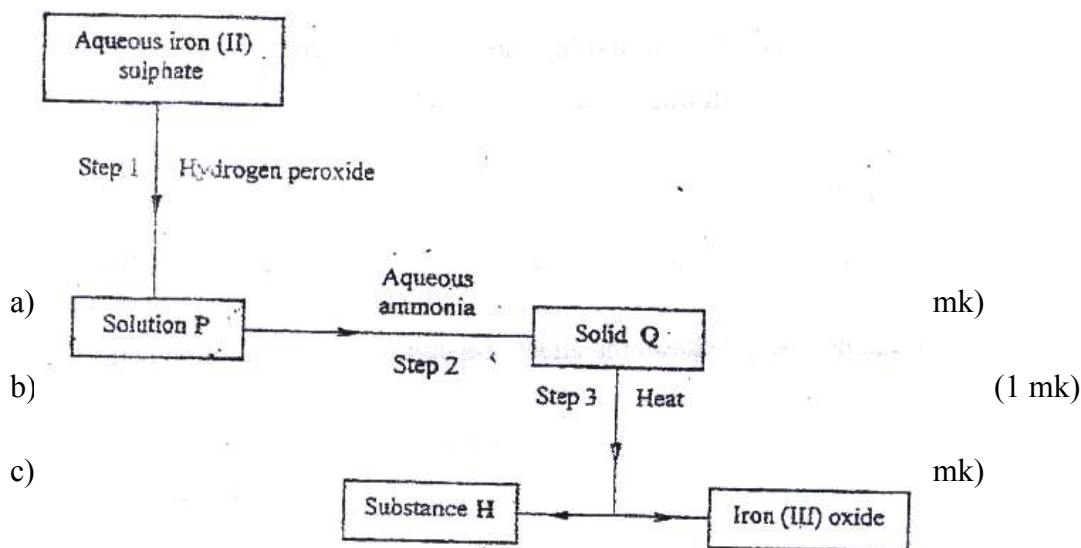 Aqueous iron (II)
sulphate
Step 1 Hydrogen peroxide
Aqueous
ammonia
a) mk)
Solution P
Solid Q
Step 2
b) (1 mk)
Step 3 Heat
c) mk)
Substance H
Iron (III) oxide